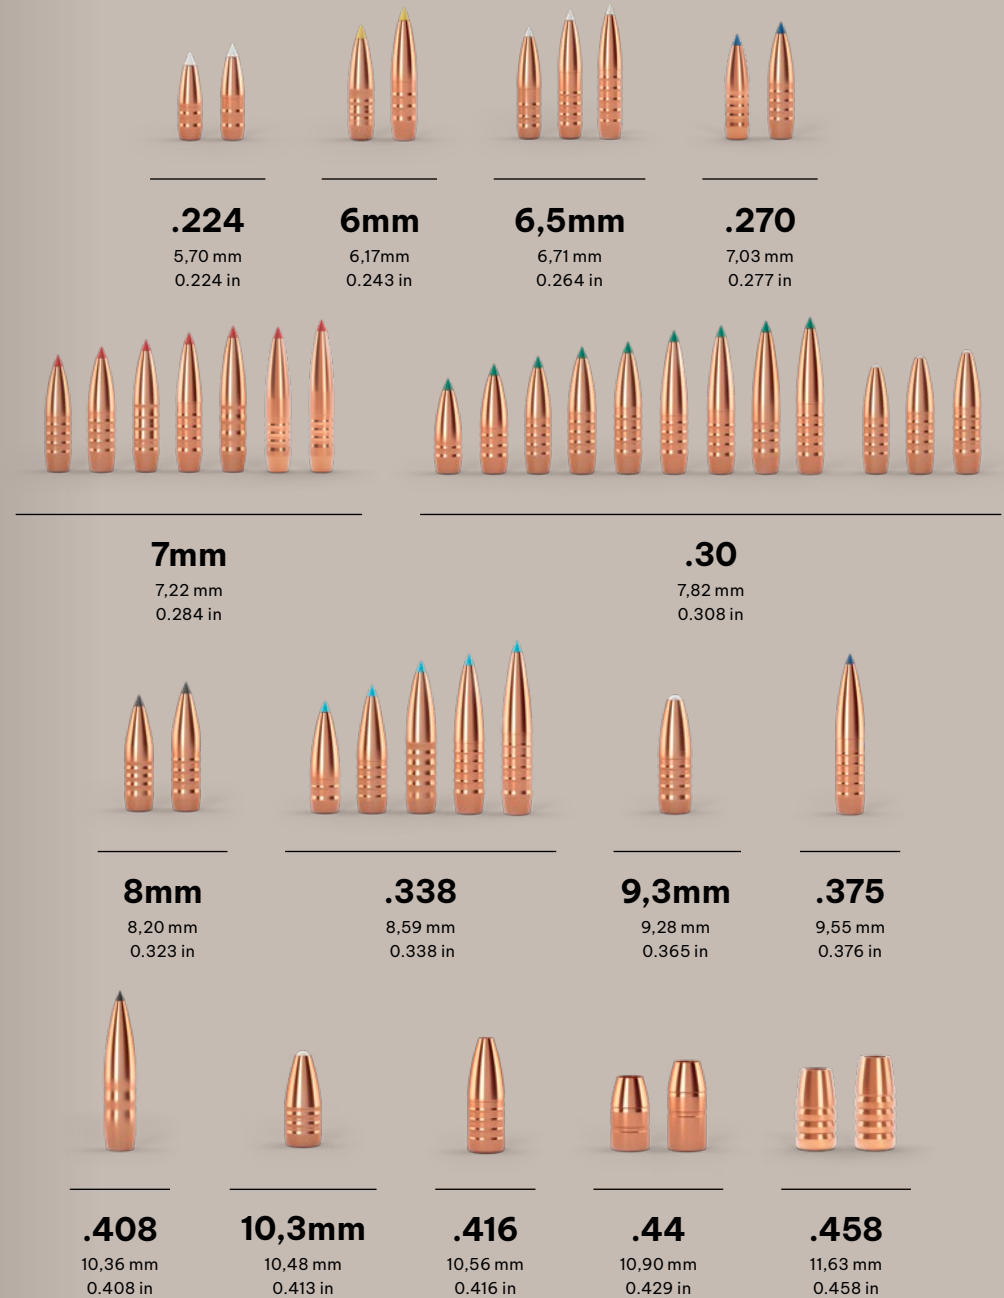 .224
5,70 mm
0.224 in
6mm
6,17mm
0.243 in
6,5mm
6,71 mm
0.264 in
.270
7,03 mm
0.277 in
7mm
7,22 mm
0.284 in
.30
7,82 mm
0.308 in
8mm
8,20 mm
0.323 in
.338
8,59 mm
0.338 in
9,3mm
9,28 mm
0.365 in
.375
9,55 mm
0.376 in
.408
10,36 mm
0.408 in
10,3mm
10,48 mm
0.413 in
.416
10,56 mm
0.416 in
.44
10,90 mm
0.429 in
.458
11,63 mm
0.458 in